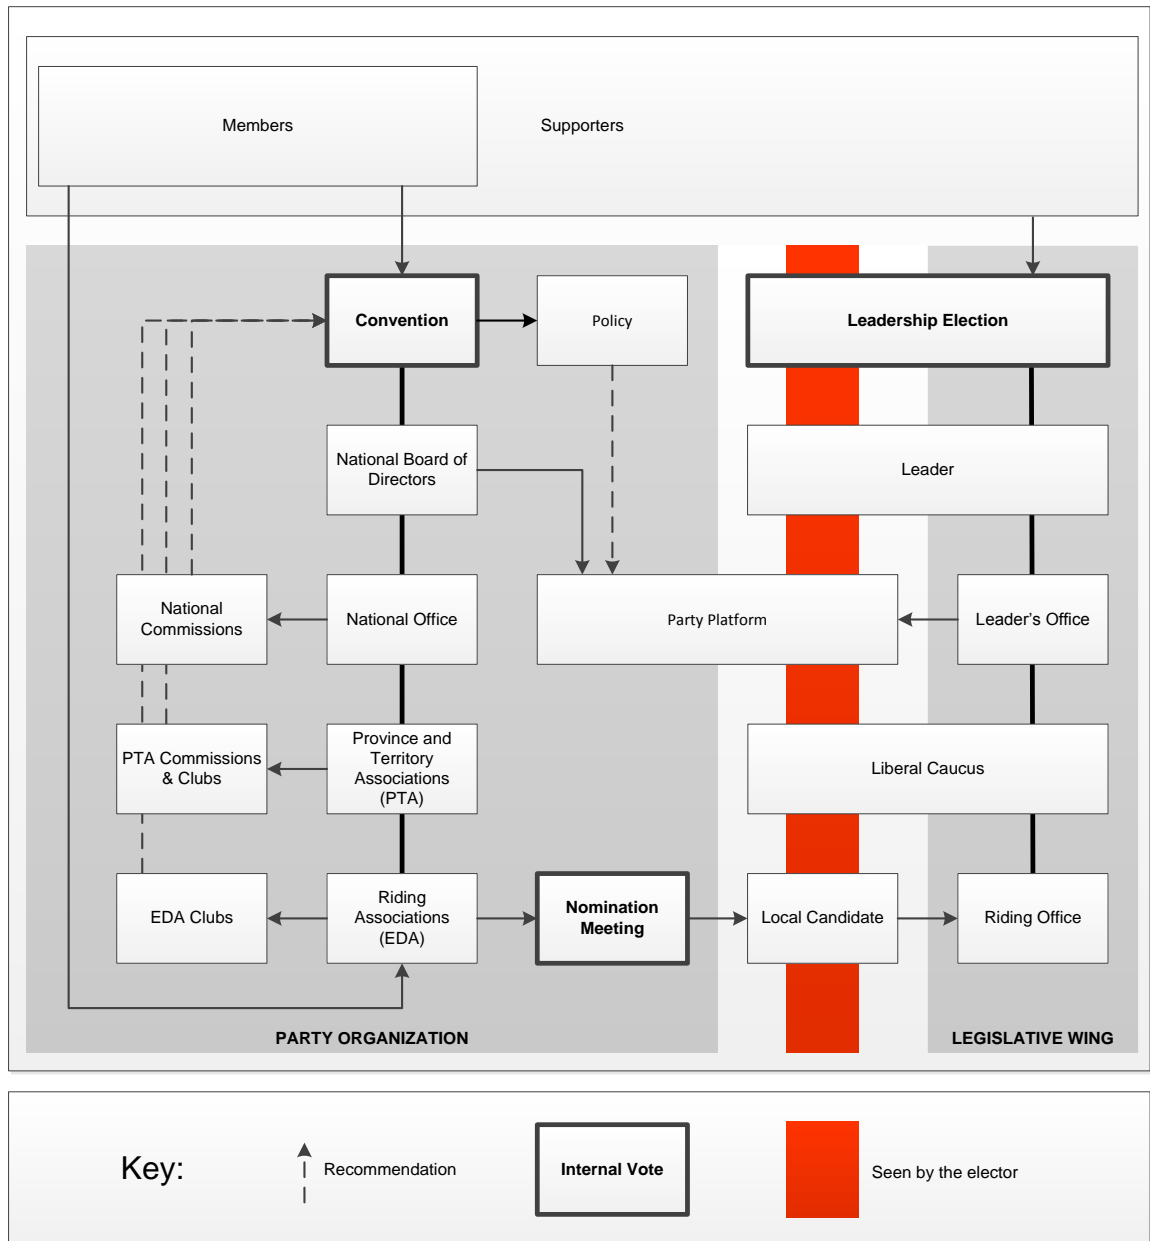 Members
Supporters
Convention
Policy
Leadership Election
National Board of
Directors
Leader
National
Commissions
National Office
Party Platform
Leader’s Office
PTA Commissions
& Clubs
Province and
Territory
Associations
(PTA)
Liberal Caucus
EDA Clubs
Riding
Associations
(EDA)
Nomination
Meeting
Local Candidate
Riding Office
PARTY ORGANIZATION
LEGISLATIVE WING
Key:
Recommendation
Internal Vote
Seen by the elector